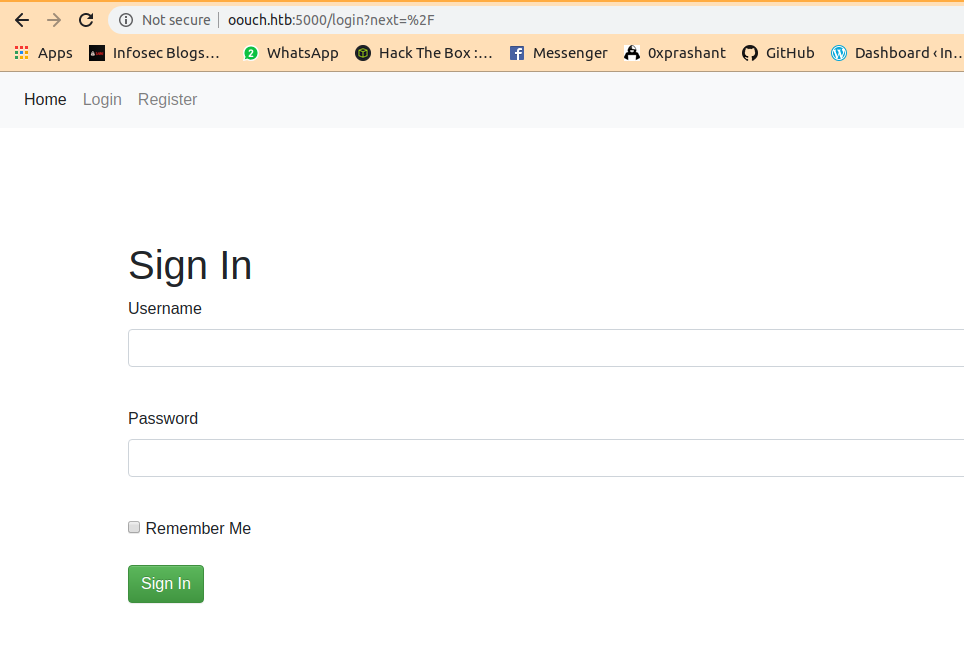 Not secure oouch.htb:5000/login?next=%2F
Apps Infosec Blogs... 2 WhatsApp Hack The Box :... Messenger 0xprashant GitHub Dashboard ‹ In...
Home Login Register
Sign In
Username
Password
Remember Me
Sign In